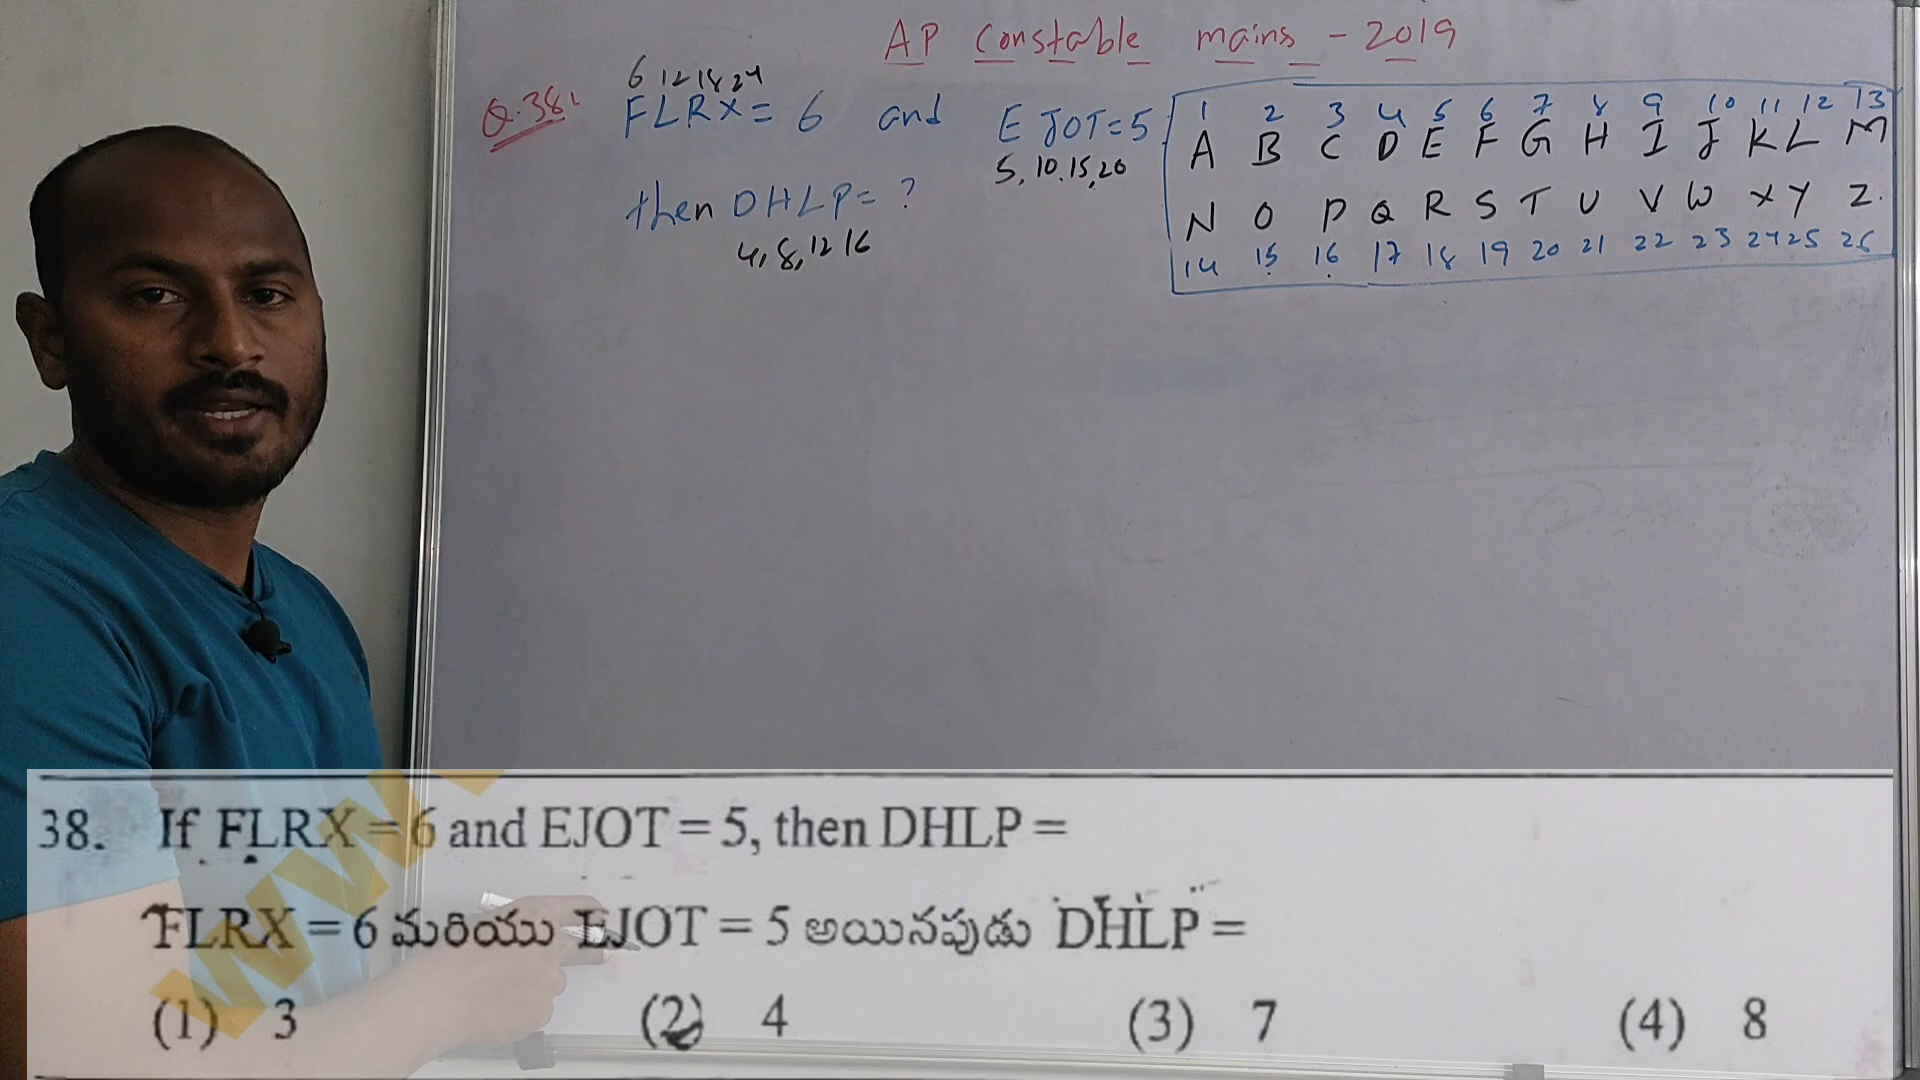 AP Constable mains - 2019
Q.38.
6 12 18 24
FLRX = 6 and EJOT=5
5, 10, 15, 20
then DHLP= ?
4, 8, 12 16
1 2 3 4 5 6 7 8 9 10 11 12 13
A B C D E F G H I J K L M
N O P Q R S T U V W X Y Z.
14 15 16 17 18 19 20 21 22 23 24 25 26
38. If FLRX = 6 and EJOT = 5, then DHLP =
FLRX = 6 మరియు EJOT = 5 అయినపుడు DHLP =
(1) 3 (2) 4 (3) 7 (4) 8